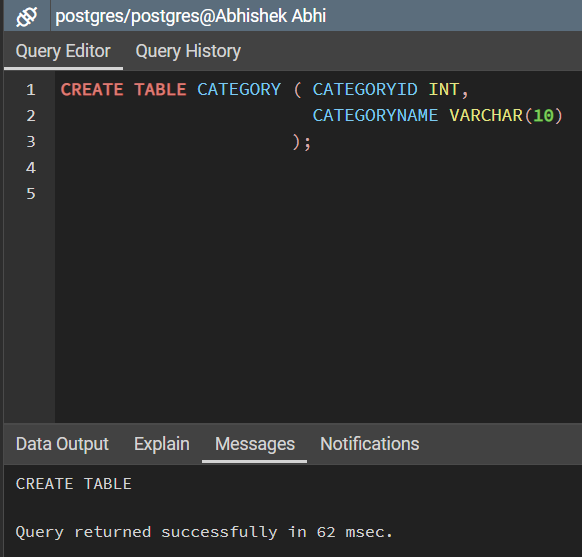 postgres/postgres@Abhishek Abhi
Query Editor Query History
1 CREATE TABLE CATEGORY ( CATEGORYID INT,
2 CATEGORYNAME VARCHAR(10)
3 );
4
5
Data Output Explain Messages Notifications
CREATE TABLE
Query returned successfully in 62 msec.